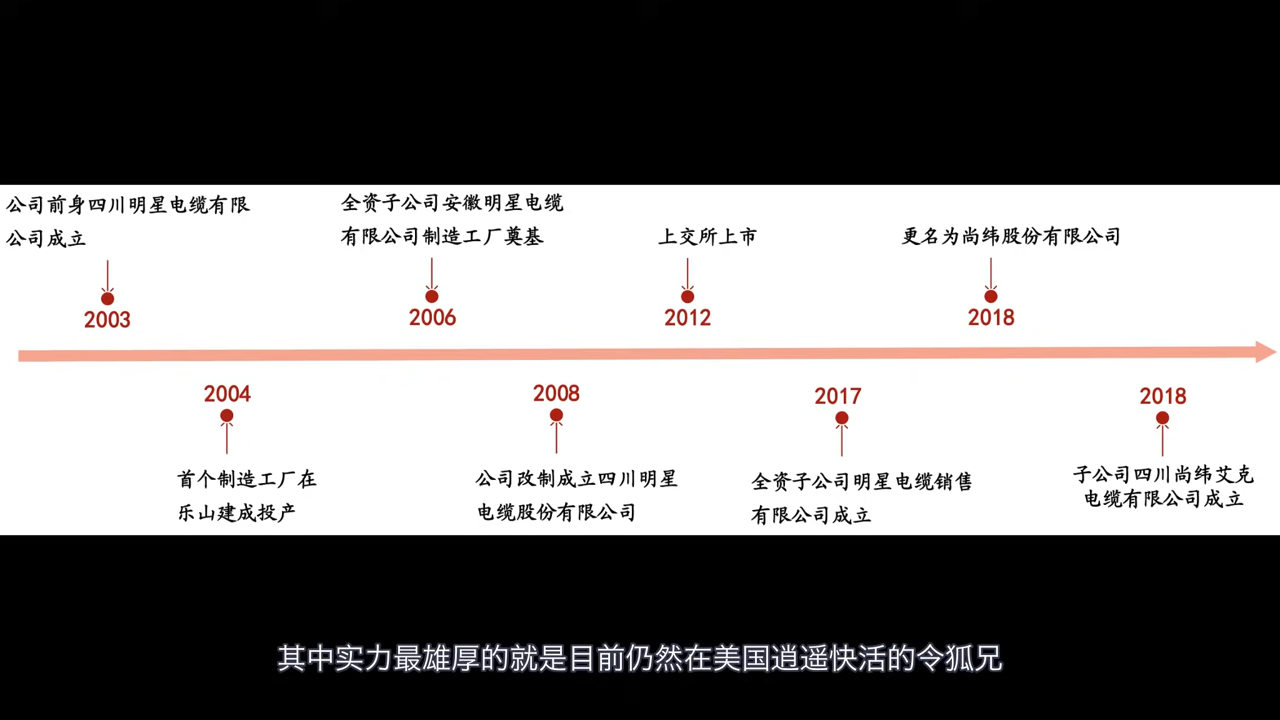 公司前身四川明星电缆有限
公司成立
2003
全资子公司安徽明星电缆
有限公司制造工厂奠基
2006
上交所上市
2012
更名为尚纬股份有限公司
2018
2004
首个制造工厂在
乐山建成投产
2008
公司改制成立四川明星
电缆股份有限公司
2017
全资子公司明星电缆销售
有限公司成立
2018
子公司四川尚纬艾克
电缆有限公司成立
其中实力最雄厚的就是目前仍然在美国逍遥快活的令狐兄